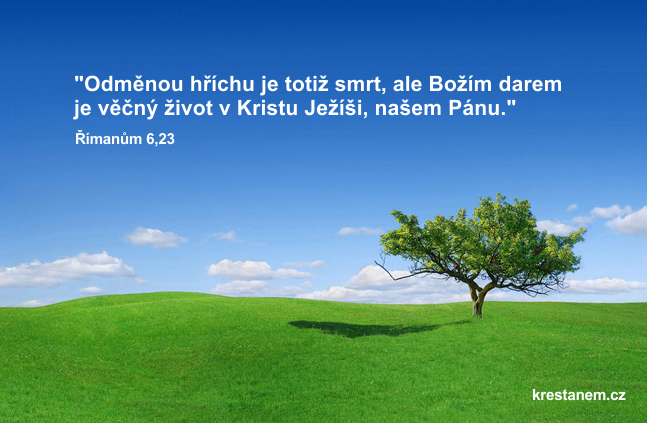 "Odměnou hříchu je totiž smrt, ale Božím darem
je věčný život v Kristu Ježíši, našem Pánu."
Římanům 6,23
krestanem.cz